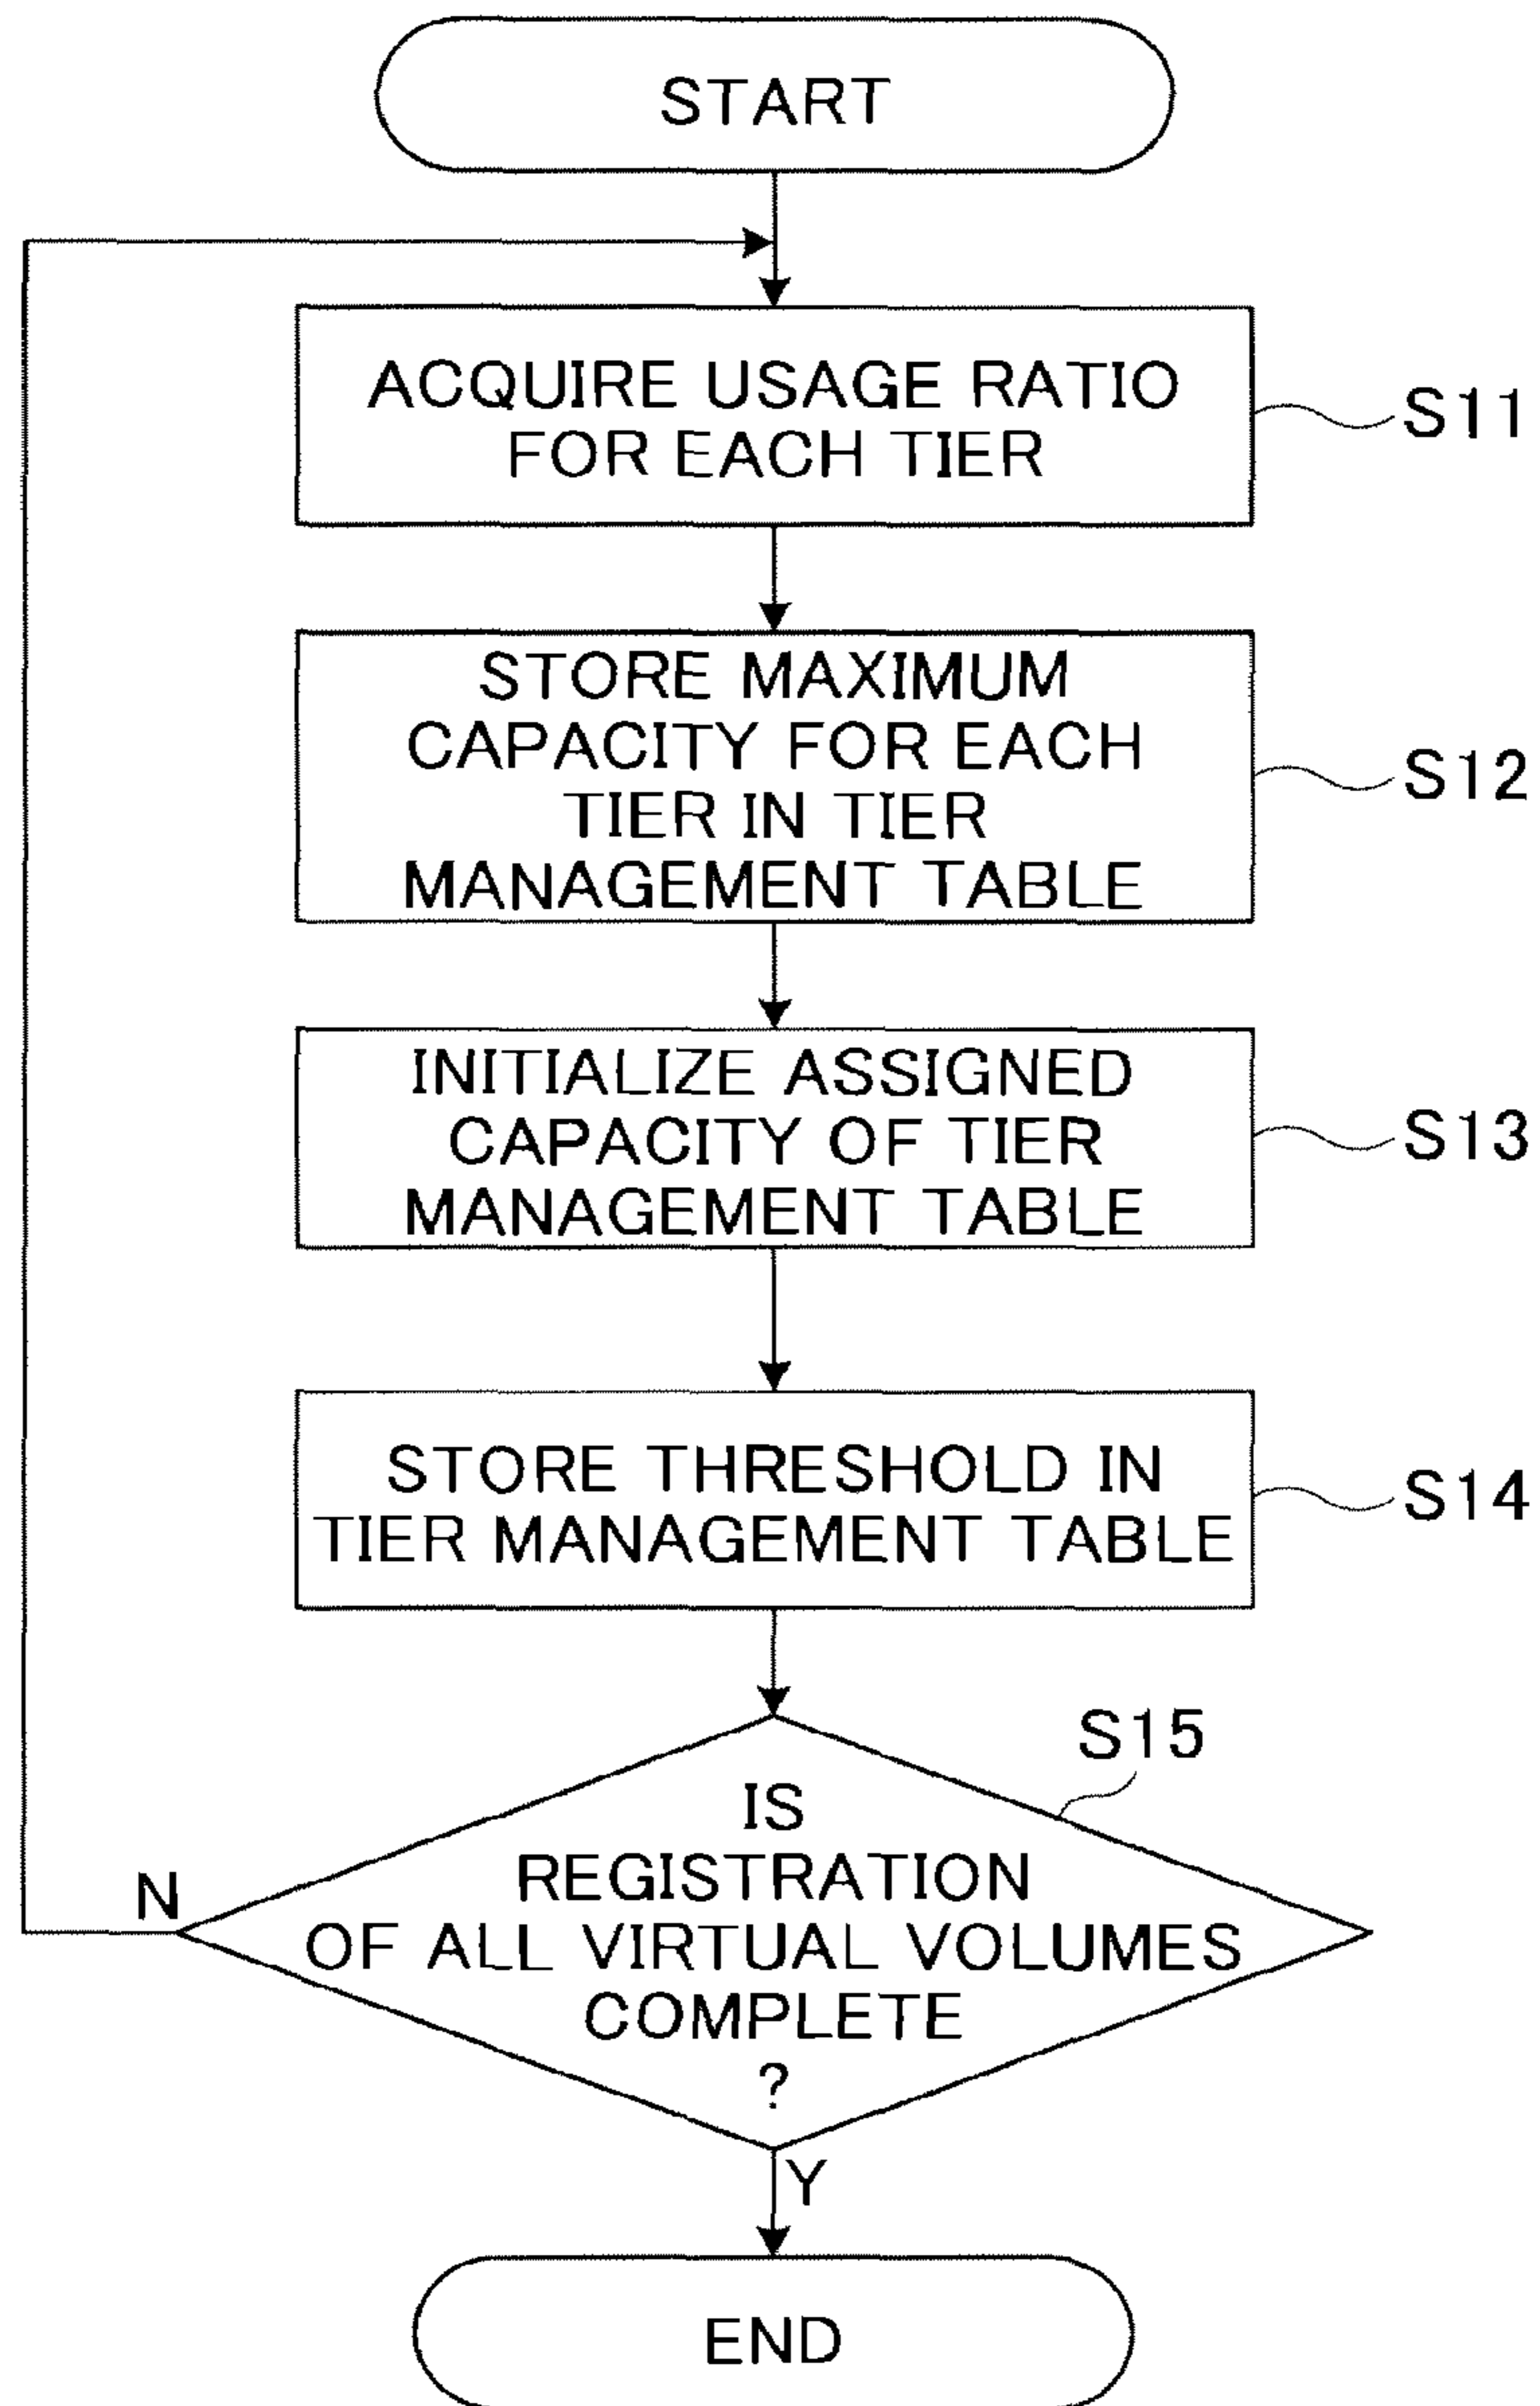 START
ACQUIRE USAGE RATIO
FOR EACH TIER
S11
STORE MAXIMUM
CAPACITY FOR EACH
TIER IN TIER
MANAGEMENT TABLE
S12
INITIALIZE ASSIGNED
CAPACITY OF TIER
MANAGEMENT TABLE
S13
STORE THRESHOLD IN
TIER MANAGEMENT TABLE
S14
S15
IS
REGISTRATION
OF ALL VIRTUAL VOLUMES
COMPLETE
?
N
Y
END